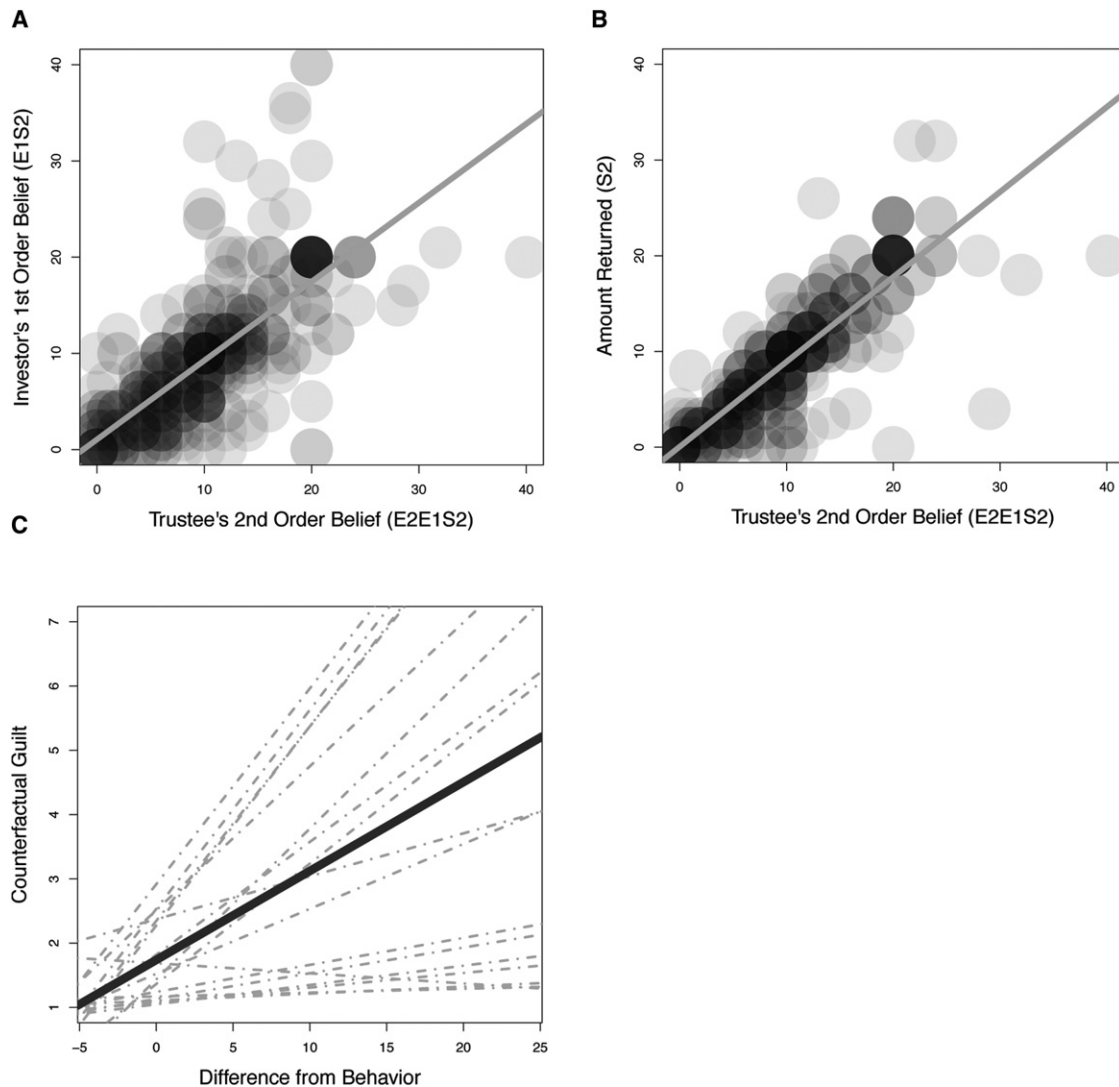 A
Investor's 1st Order Belief (E1S2)
40
30
20
10
0
0 10 20 30 40
Trustee's 2nd Order Belief (E2E1S2)
B
Amount Returned (S2)
40
30
20
10
0
0 10 20 30 40
Trustee's 2nd Order Belief (E2E1S2)
C
Counterfactual Guilt
7
6
5
4
3
2
1
−5 0 5 10 15 20 25
Difference from Behavior